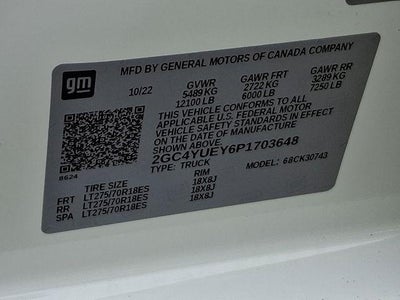 gm
MFD BY GENERAL MOTORS OF CANADA COMPANY
10/22 GVWR GAWR FRT GAWR RR
5489 KG 2722 KG 3289 KG
12100 LB 6000 LB 7250 LB
THIS VEHICLE CONFORMS TO ALL
APPLICABLE U.S. FEDERAL MOTOR
VEHICLE SAFETY STANDARDS IN EFFECT
ON THE DATE OF MANUFACTURE
SHOWN ABOVE.
2GC4YUEY6P1703648
TYPE: TRUCK MODEL: 68CK30743
8G24
TIRE SIZE RIM
FRT LT275/70R18ES 18X8J
RR LT275/70R18ES 18X8J
SPA LT275/70R18ES 18X8J